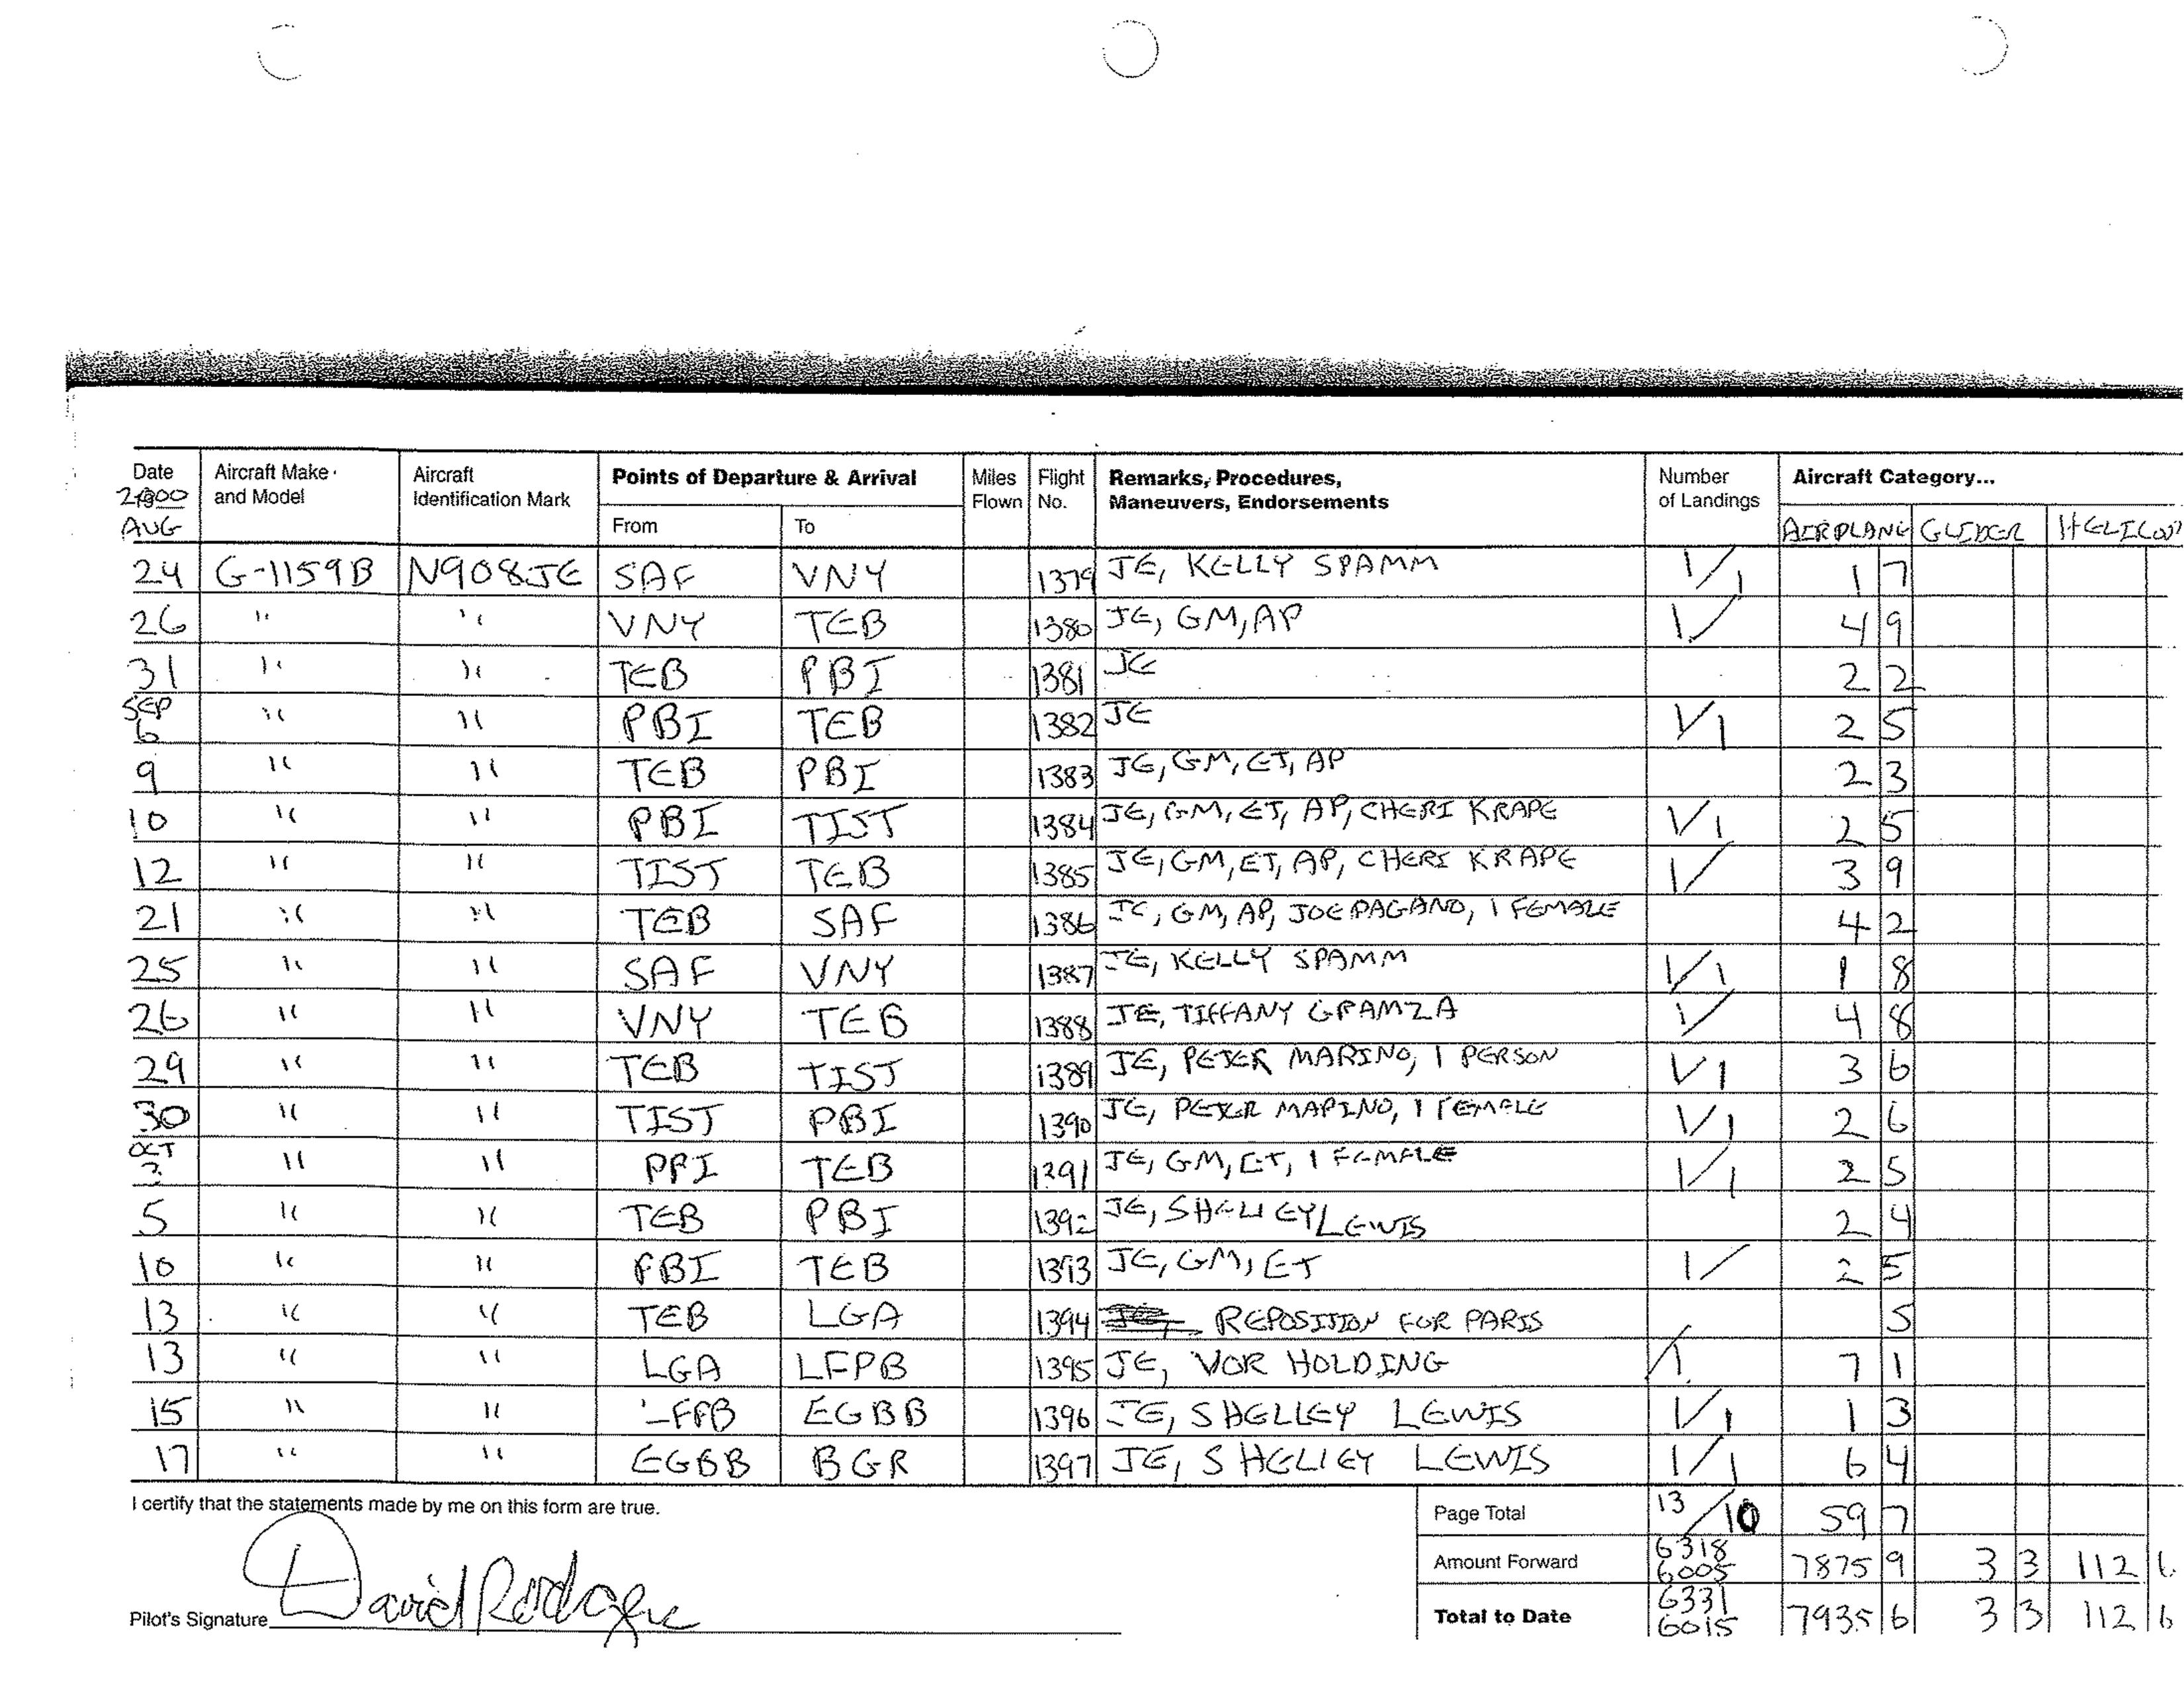 Date Aircraft Make and Model Aircraft Identification Mark Points of Departure & Arrival Miles Flown Flight No. Remarks, Procedures, Maneuvers, Endorsements Number of Landings Aircraft Category...
AUG From To AIRPLANE GLIDER
24 G-1159B N908JE SAF VNY 1379 JE, KELLY SPAMM 1/1 1 7
26 " " VNY TEB 1380 JE, GM, AP 1/ 4 9
31 " " TEB PBI 1381 JE 2 2
SEP
6 " " PBI TEB 1382 JE 1/1 2 5
9 " " TEB PBI 1383 JE, GM, ET, AP 2 3
10 " " PBI TIST 1384 JE, GM, ET, AP, CHERI KRAPE 1/1 2 5
12 " " TIST TEB 1385 JE, GM, ET, AP, CHERI KRAPE 1/ 3 9
21 " " TEB SAF 1386 JE, GM, AP, JOE PAGANO, 1 FEMALE 4 2
25 " " SAF VNY 1387 JE, KELLY SPAMM 1/1 1 8
26 " " VNY TEB 1388 JE, TIFFANY GRAMZA 1/ 4 8
29 " " TEB TIST 1389 JE, PETER MARINO, 1 PERSON 1/1 3 6
30 " " TIST PBI 1390 JE, PETER MARINO, 1 FEMALE 1/1 2 6
OCT
" " PBI TEB 1391 JE, GM, ET, 1 FEMALE 1/1 2 5
5 " " TEB PBI 1392 JE, SHELLEY LEWIS 2 4
10 " " PBI TEB 1393 JE, GM, ET 1/ 2 5
13 " " TEB LGA 1394 REPOSITION FOR PARIS 5
13 " " LGA LFPB 1395 JE, VOR HOLDING /1 7 1
15 " " LFPB EGBB 1396 JE, SHELLEY LEWIS 1/1 1 3
17 " " EGBB BGR 1397 JE, SHELLEY LEWIS 1/1 6 4
I certify that the statements made by me on this form are true. Page Total 13/10 59 7
Amount Forward 6318 6005 7875 9 3 3 112 6
Pilot's Signature David Rodgers Total to Date 6331 6015 7935 6 3 3 112 6